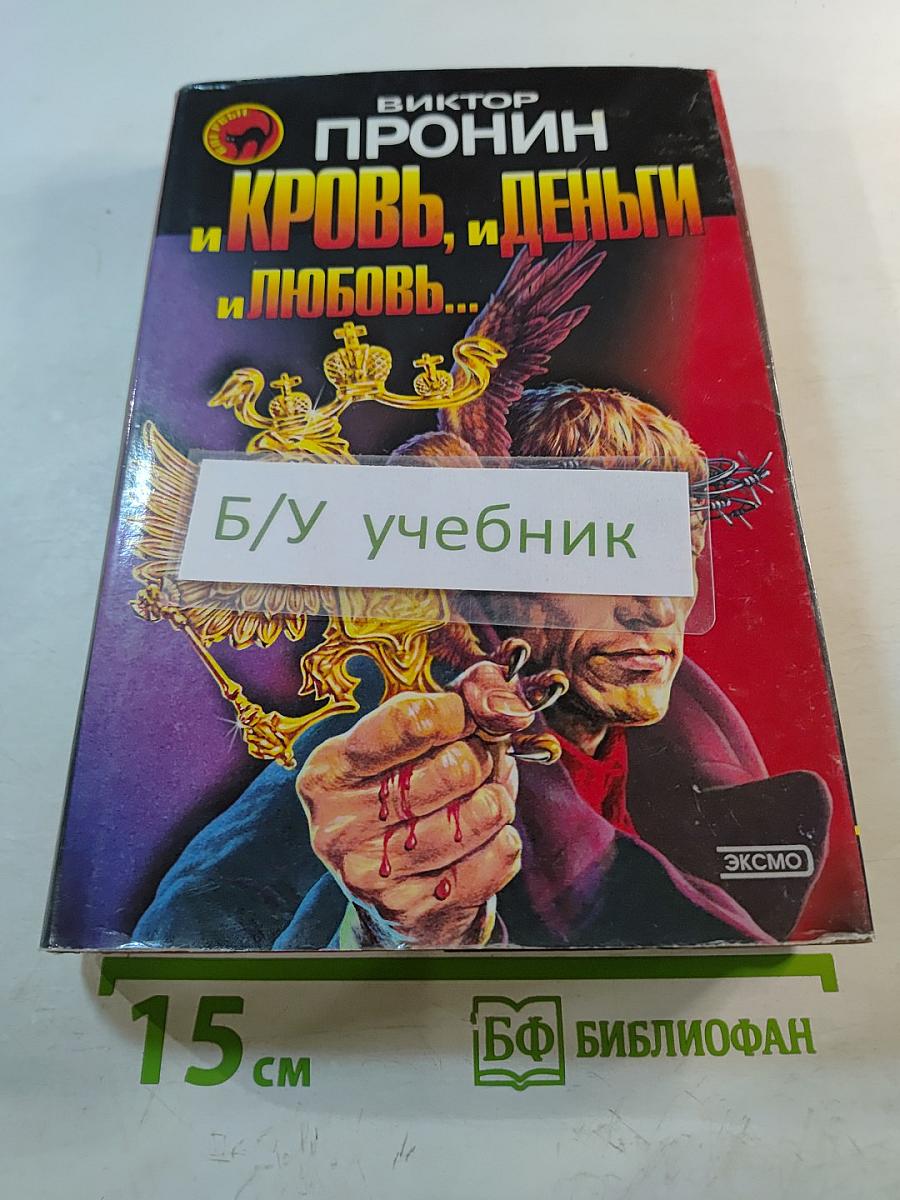 ВИКТОР
ПРОНИН
и КРОВЬ, и ДЕНЬГИ
и ЛЮБОВЬ...
Б/У учебник
ЭКСМО
15 см
БФ БИБЛИОФАН